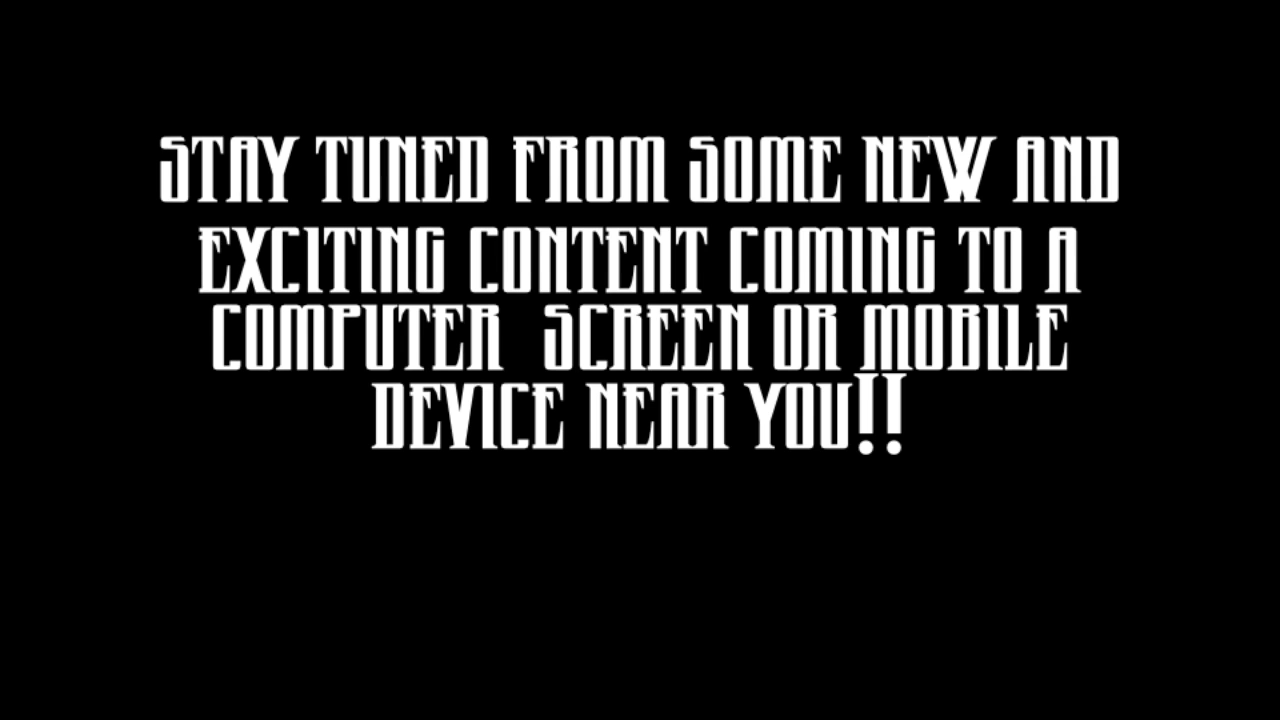 STAY TUNED FROM SOME NEW AND
EXCITING CONTENT COMING TO A
COMPUTER  SCREEN OR MOBILE
DEVICE NEAR YOU!!